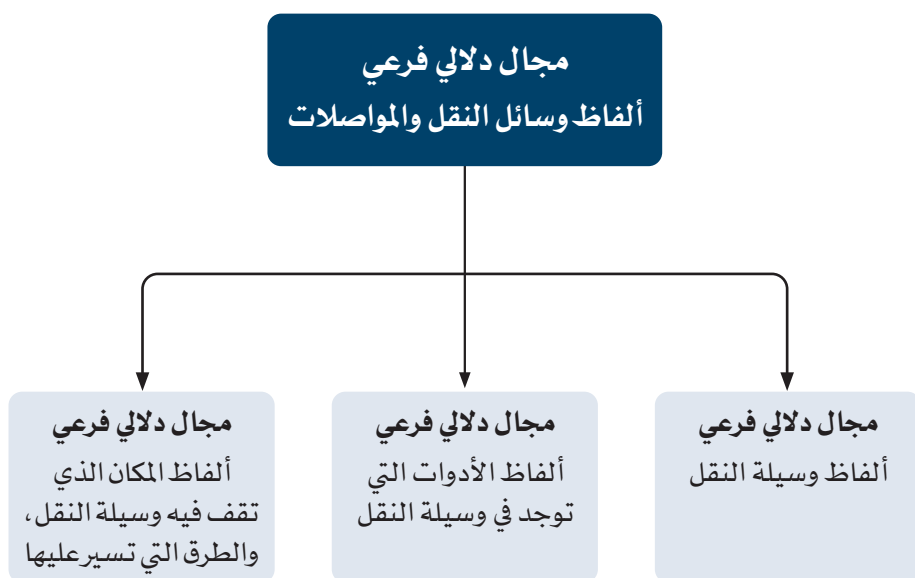 مجال دلالي فرعي
ألفاظ وسائل النقل والمواصلات
مجال دلالي فرعي
ألفاظ وسيلة النقل
مجال دلالي فرعي
ألفاظ الأدوات التي
توجد في وسيلة النقل
مجال دلالي فرعي
ألفاظ المكان الذي
تقف فيه وسيلة النقل،
والطرق التي تسير عليها